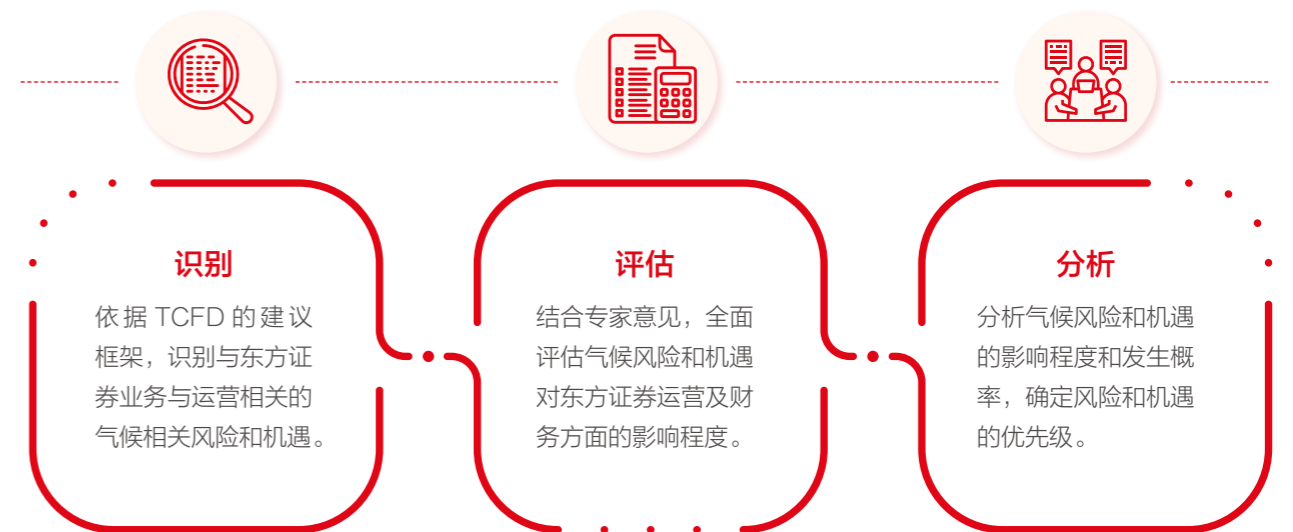 识别
依据 TCFD 的建议
框架，识别与东方证
券业务与运营相关的
气候相关风险和机遇。
评估
结合专家意见，全面
评估气候风险和机遇
对东方证券运营及财
务方面的影响程度。
分析
分析气候风险和机遇
的影响程度和发生概
率，确定风险和机遇
的优先级。